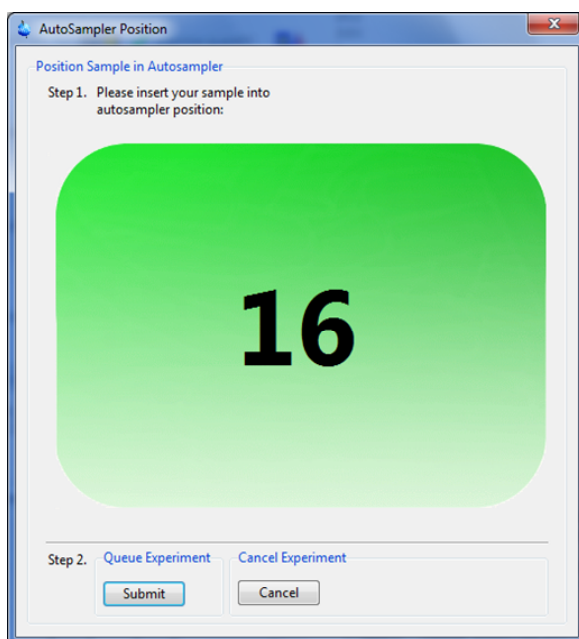 AutoSampler Position
Position Sample in Autosampler
Step 1. Please insert your sample into
autosampler position:
16
Step 2. Queue Experiment Cancel Experiment
Submit Cancel